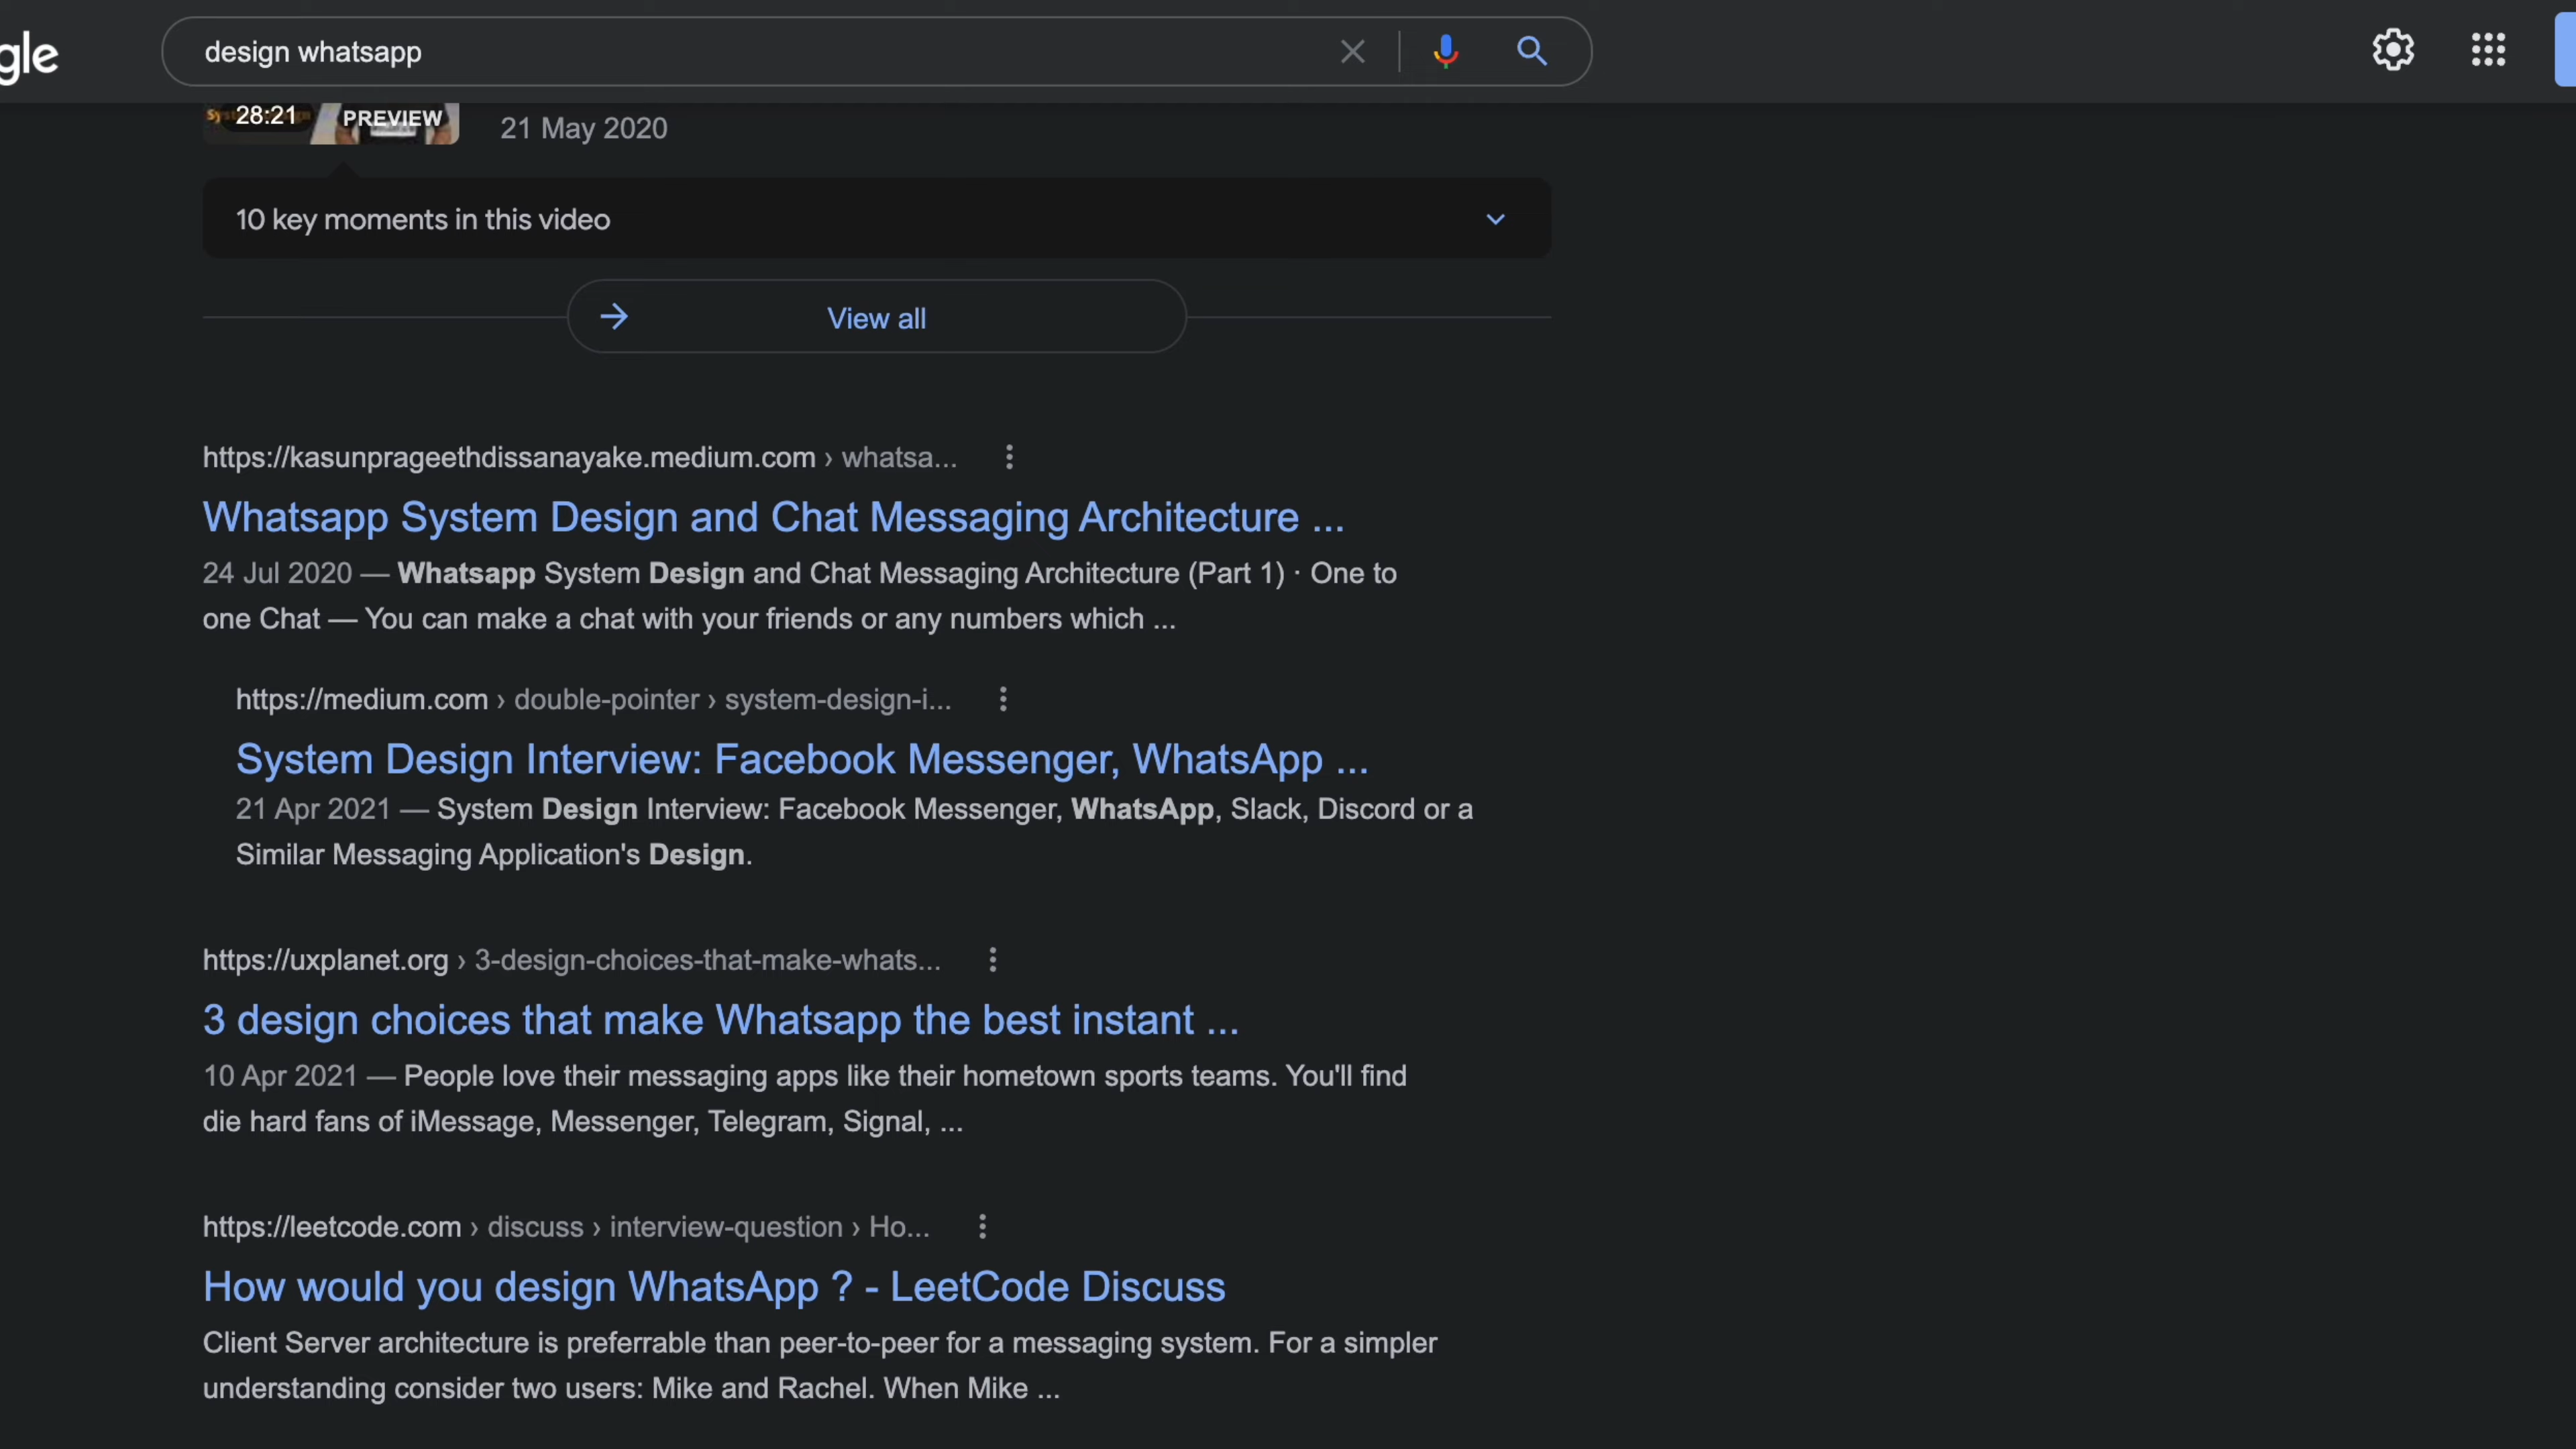 gle
design whatsapp
28:21
PREVIEW
21 May 2020
10 key moments in this video
View all
https://kasunprageethdissanayake.medium.com › whatsa...
Whatsapp System Design and Chat Messaging Architecture ...
24 Jul 2020 — Whatsapp System Design and Chat Messaging Architecture (Part 1) · One to
one Chat — You can make a chat with your friends or any numbers which ...
https://medium.com › double-pointer › system-design-i...
System Design Interview: Facebook Messenger, WhatsApp ...
21 Apr 2021 — System Design Interview: Facebook Messenger, WhatsApp, Slack, Discord or a
Similar Messaging Application's Design.
https://uxplanet.org › 3-design-choices-that-make-whats...
3 design choices that make Whatsapp the best instant ...
10 Apr 2021 — People love their messaging apps like their hometown sports teams. You'll find
die hard fans of iMessage, Messenger, Telegram, Signal, ...
https://leetcode.com › discuss › interview-question › Ho...
How would you design WhatsApp ? - LeetCode Discuss
Client Server architecture is preferrable than peer-to-peer for a messaging system. For a simpler
understanding consider two users: Mike and Rachel. When Mike ...